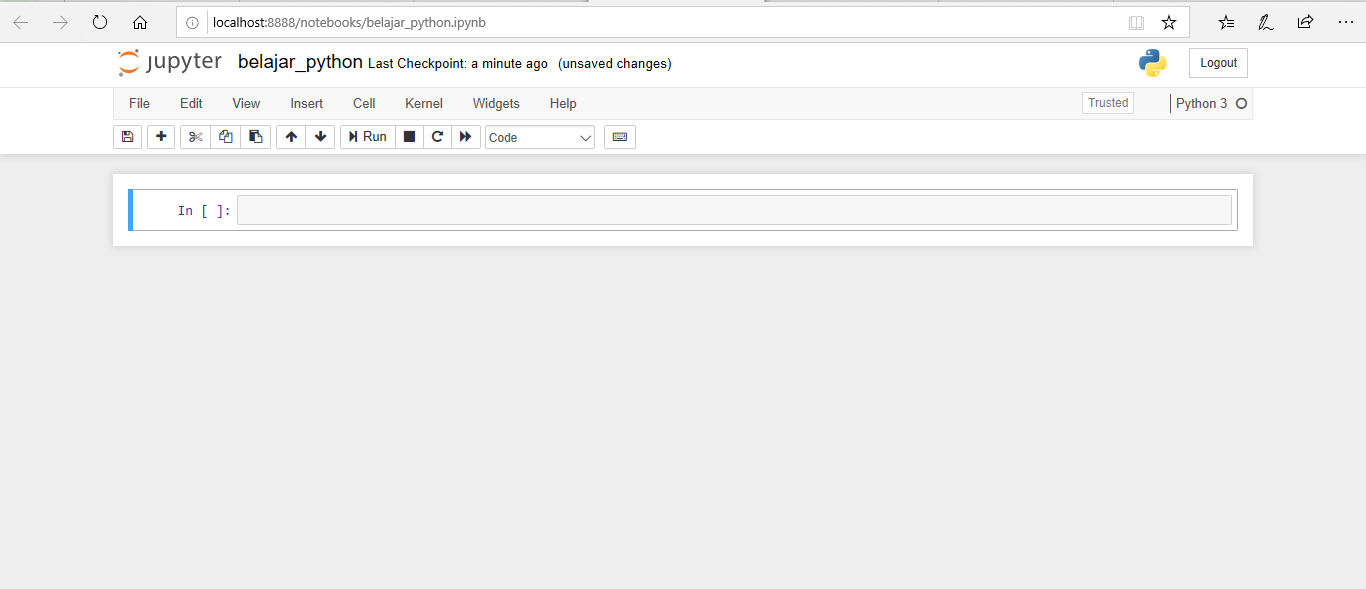 localhost:8888/notebooks/belajar_python.ipynb
jupyter belajar_python Last Checkpoint: a minute ago (unsaved changes) Logout
File Edit View Insert Cell Kernel Widgets Help Trusted Python 3
Run Code
In [ ]: